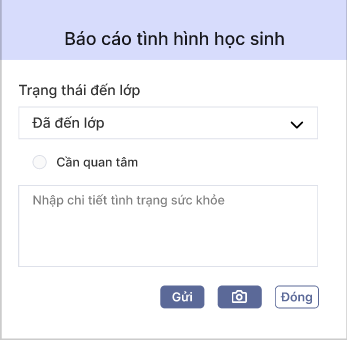 Báo cáo tình hình học sinh
Trạng thái đến lớp
Đã đến lớp
Cần quan tâm
Nhập chi tiết tình trạng sức khỏe
Gửi
Đóng